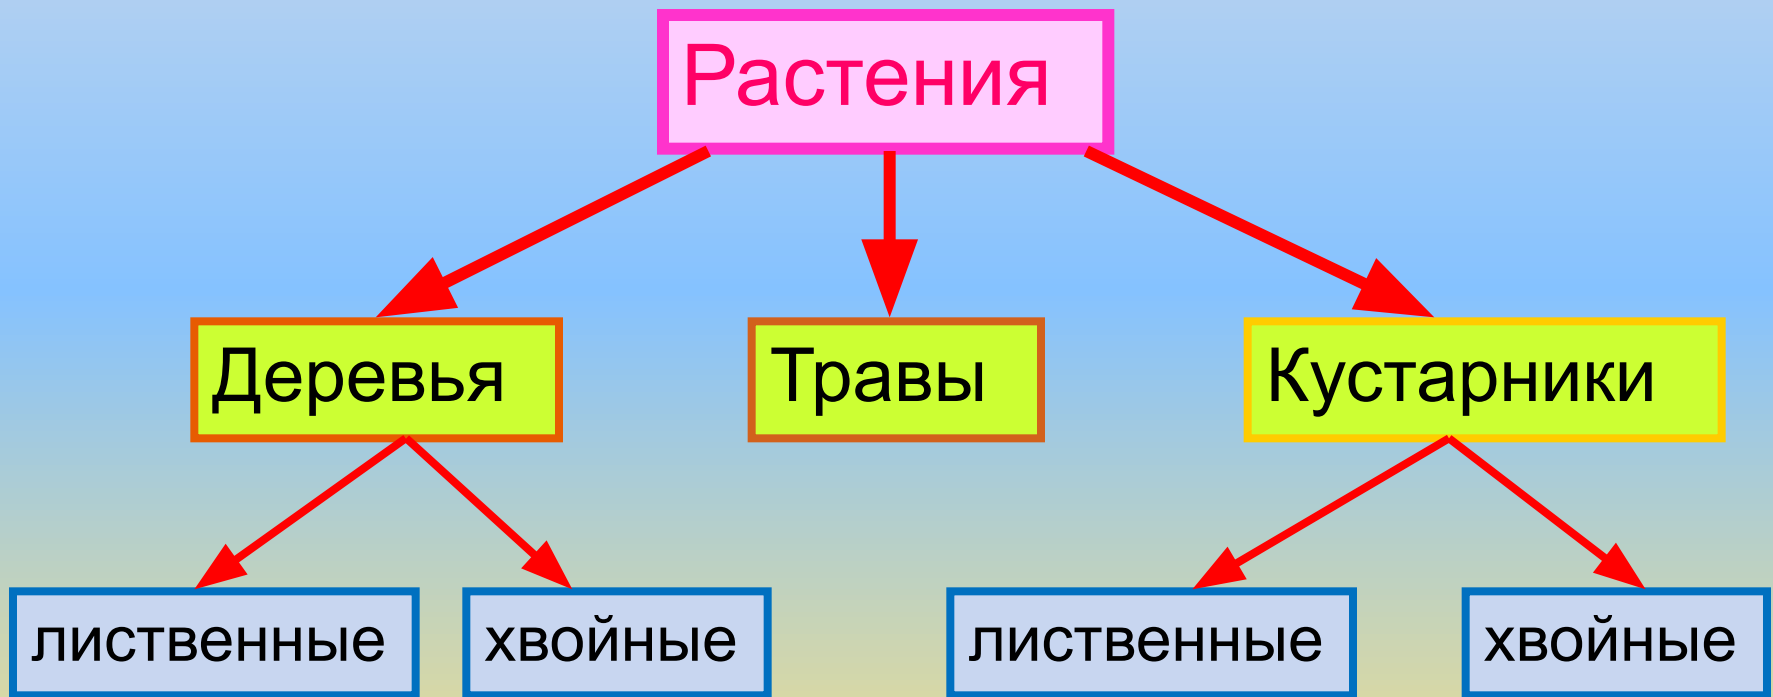 Растения
Деревья
Травы
Кустарники
лиственные
хвойные
лиственные
хвойные